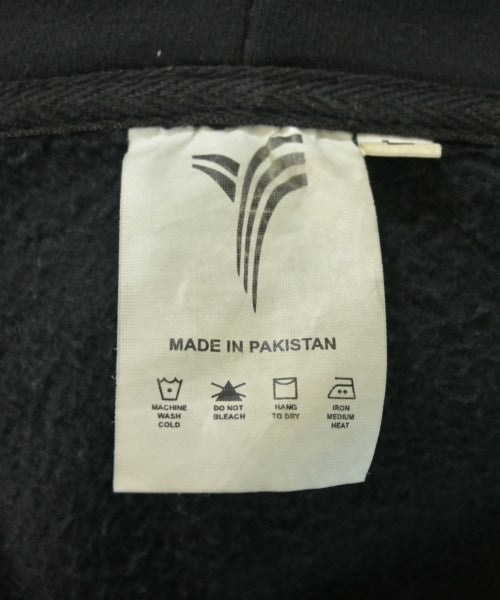 MADE IN PAKISTAN
MACHINE
WASH
COLD
DO NOT
BLEACH
HANG
TO DRY
IRON
MEDIUM
HEAT